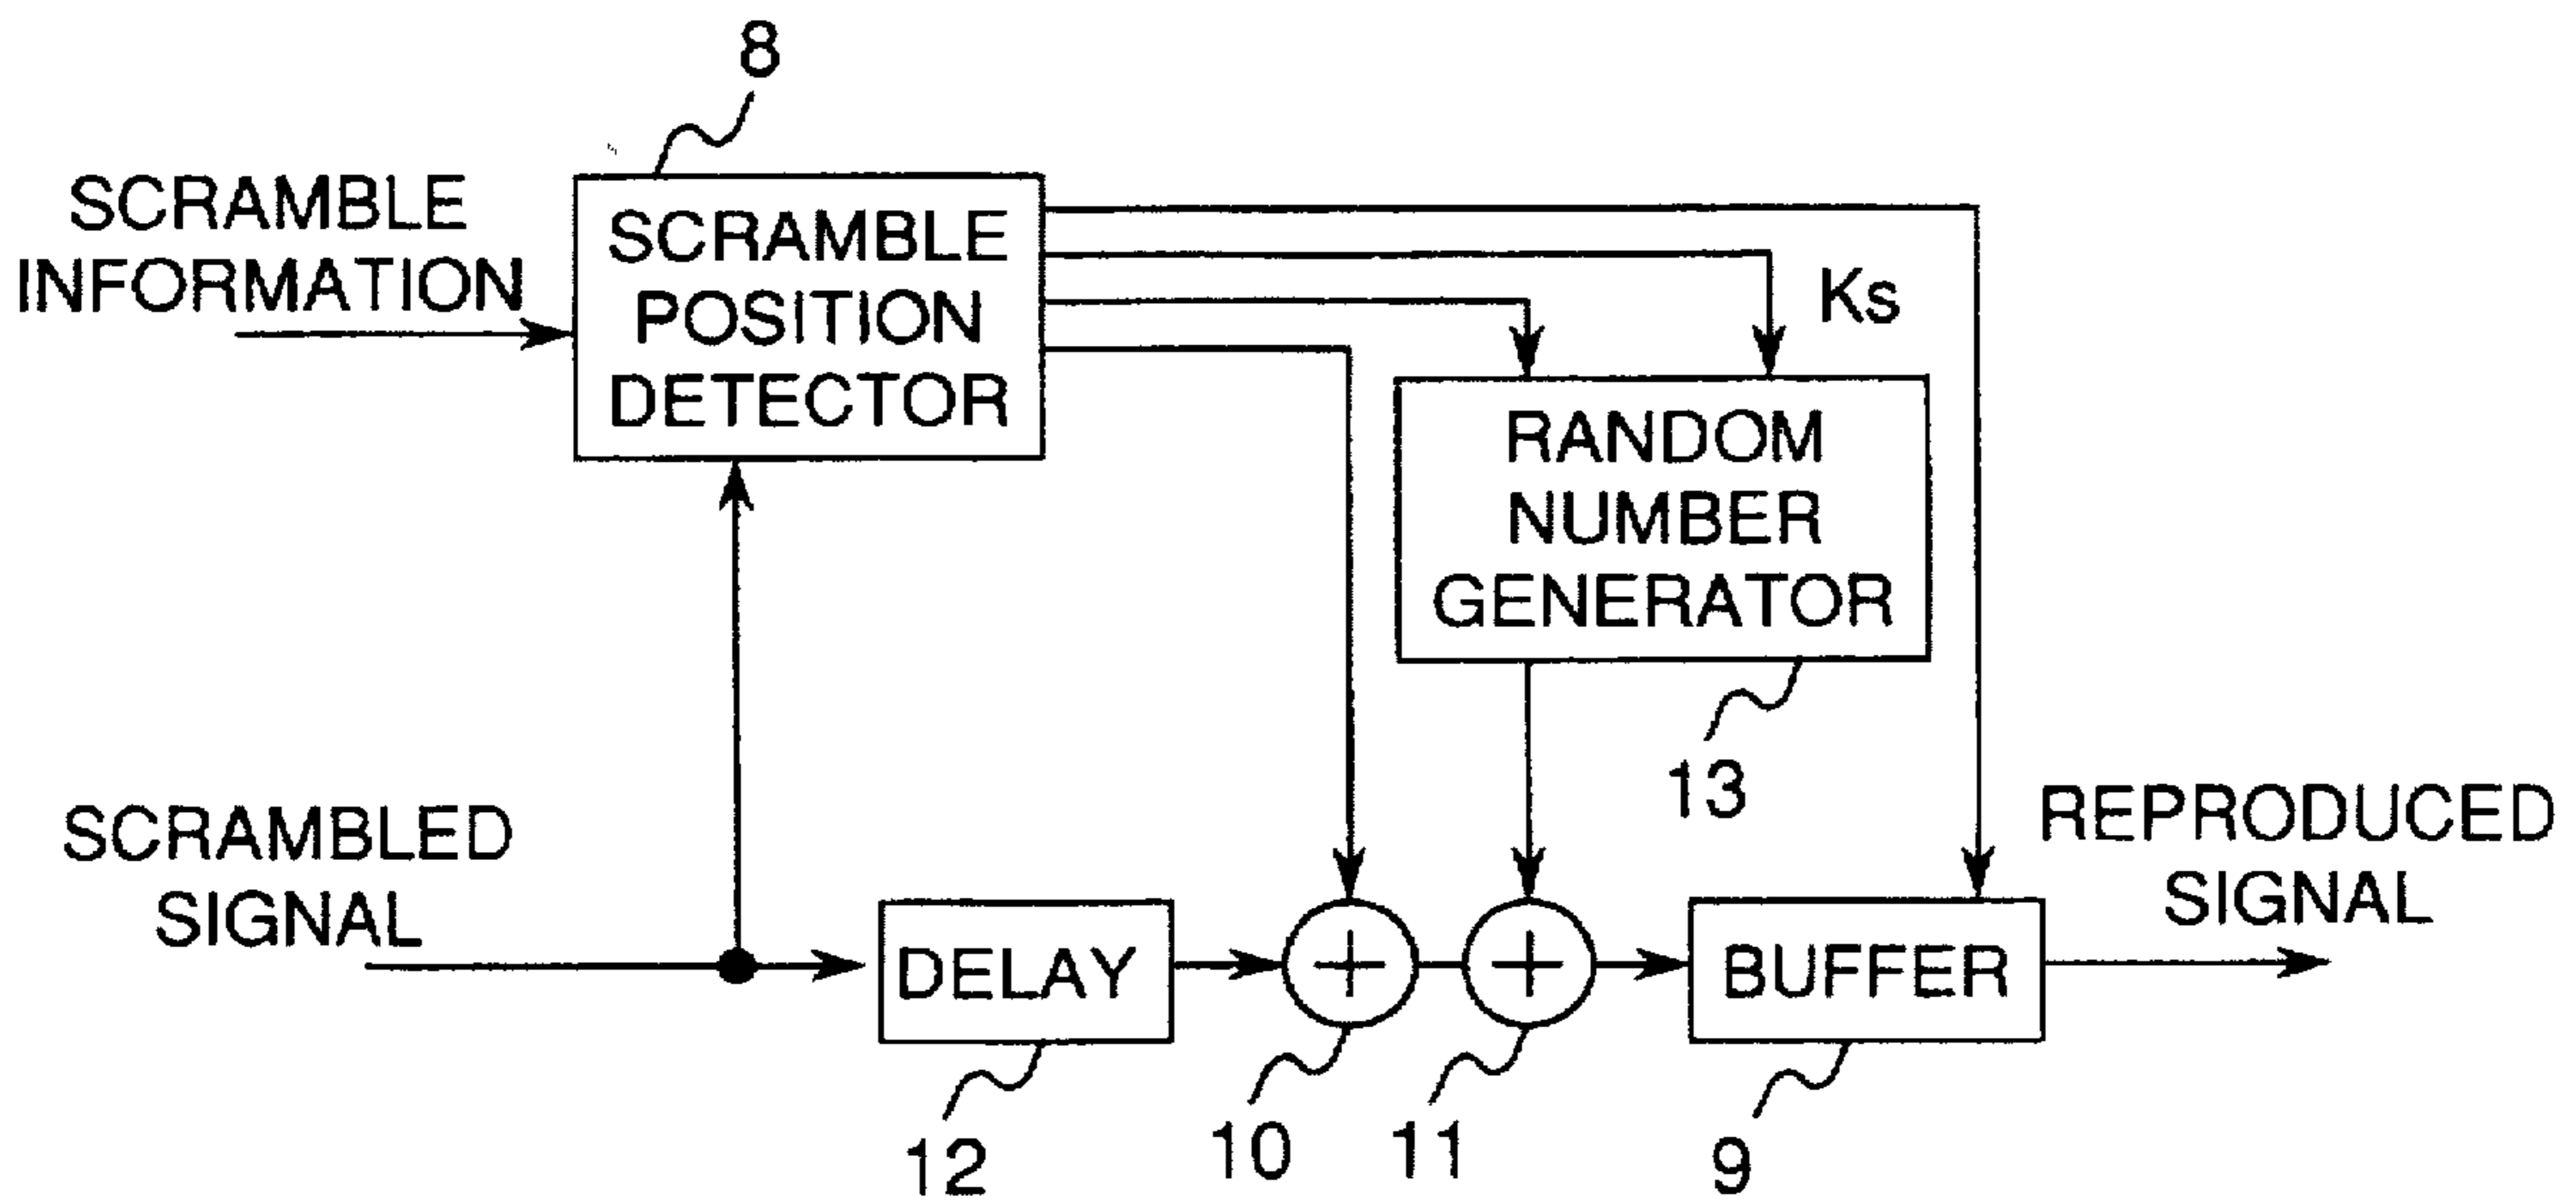 8
SCRAMBLE
INFORMATION
SCRAMBLE
POSITION
DETECTOR
Ks
RANDOM
NUMBER
GENERATOR
13
SCRAMBLED
SIGNAL
DELAY
12
10
11
BUFFER
9
REPRODUCED
SIGNAL